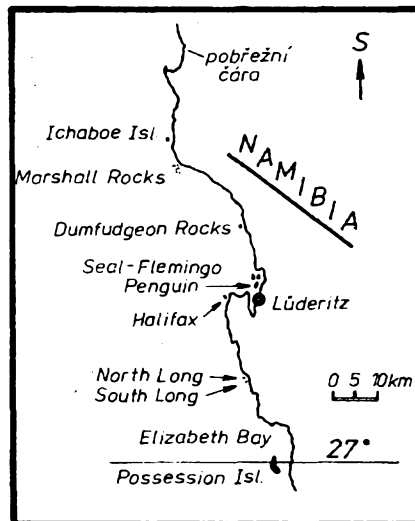 pobřežní
čára
S
Ichaboe Isl.
Marshall Rocks
NAMIBIA
Dumfudgeon Rocks
Seal-Flemingo
Penguin
Lüderitz
Halifax
North Long
South Long
0 5 10km
Elizabeth Bay
27°
Possession Isl.